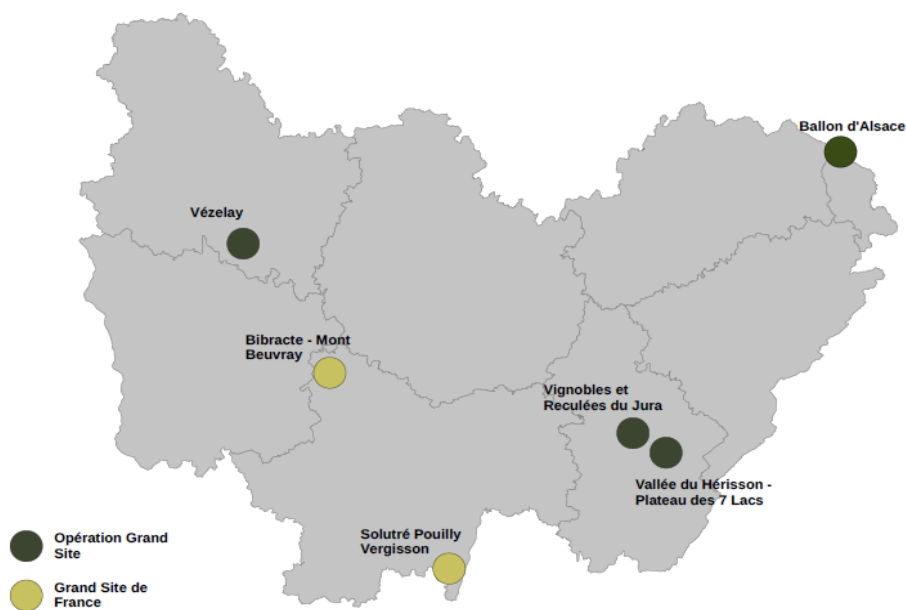 Ballon d'Alsace
Vézelay
Bibracte - Mont
Beuvray
Vignobles et
Reculées du Jura
Vallée du Hérisson -
Plateau des 7 Lacs
Solutré Pouilly
Vergisson
Opération Grand
Site
Grand Site de
France